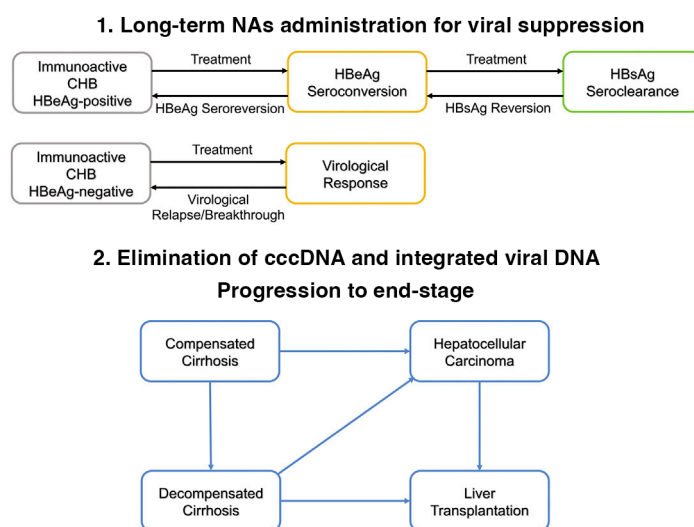 1. Long-term NAs administration for viral suppression
Immunoactive
CHB
HBeAg-positive
Treatment
HBeAg Seroreversion
HBeAg
Seroconversion
Treatment
HBsAg Reversion
HBsAg
Seroclearance
Immunoactive
CHB
HBeAg-negative
Treatment
Virological
Relapse/Breakthrough
Virological
Response
2. Elimination of cccDNA and integrated viral DNA
Progression to end-stage
Compensated
Cirrhosis
Hepatocellular
Carcinoma
Decompensated
Cirrhosis
Liver
Transplantation